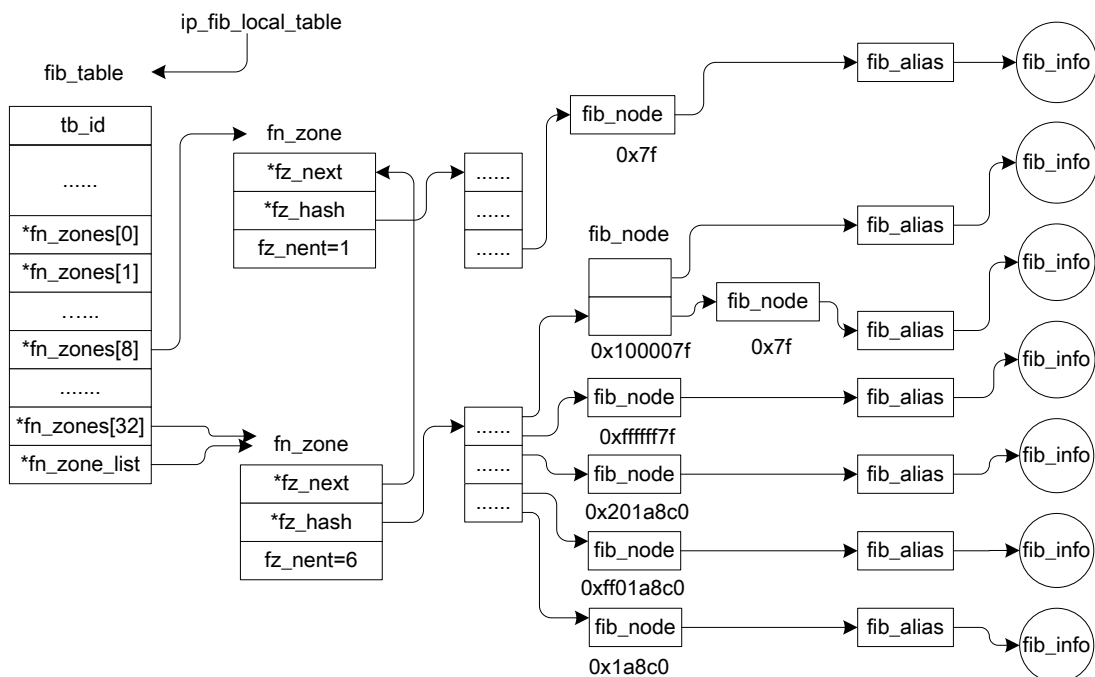 ip_fib_local_table
fib_table
tb_id
......
*fn_zones[0]
*fn_zones[1]
......
*fn_zones[8]
.......
*fn_zones[32]
*fn_zone_list
fn_zone
*fz_next
*fz_hash
fz_nent=1
fn_zone
*fz_next
*fz_hash
fz_nent=6
......
......
......
......
......
......
fib_node
0x7f
fib_alias
fib_info
fib_node
0x100007f
fib_alias
fib_info
fib_node
0x7f
fib_alias
fib_info
fib_node
0xffffff7f
fib_alias
fib_info
fib_node
0x201a8c0
fib_alias
fib_info
fib_node
0xff01a8c0
fib_alias
fib_info
fib_node
0x1a8c0
fib_alias
fib_info